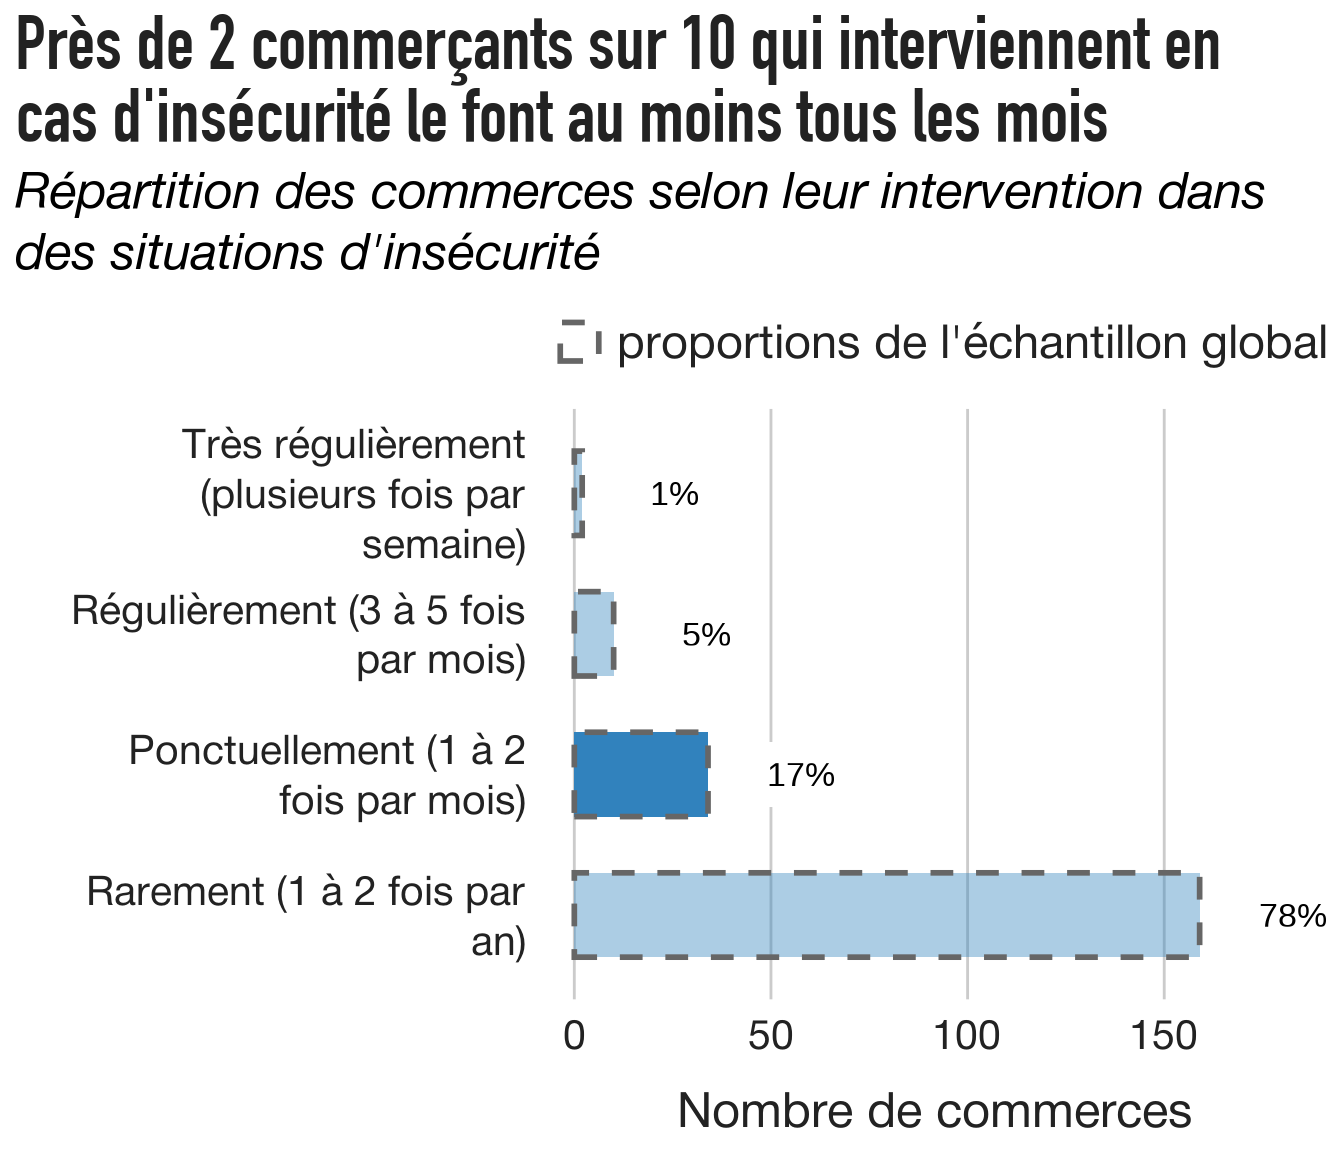 Près de 2 commerçants sur 10 qui interviennent en
cas d'insécurité le font au moins tous les mois
Répartition des commerces selon leur intervention dans
des situations d'insécurité
proportions de l'échantillon global
Très régulièrement
(plusieurs fois par
semaine)
1%
Régulièrement (3 à 5 fois
par mois)
5%
Ponctuellement (1 à 2
fois par mois)
17%
Rarement (1 à 2 fois par
an)
78%
0 50 100 150
Nombre de commerces